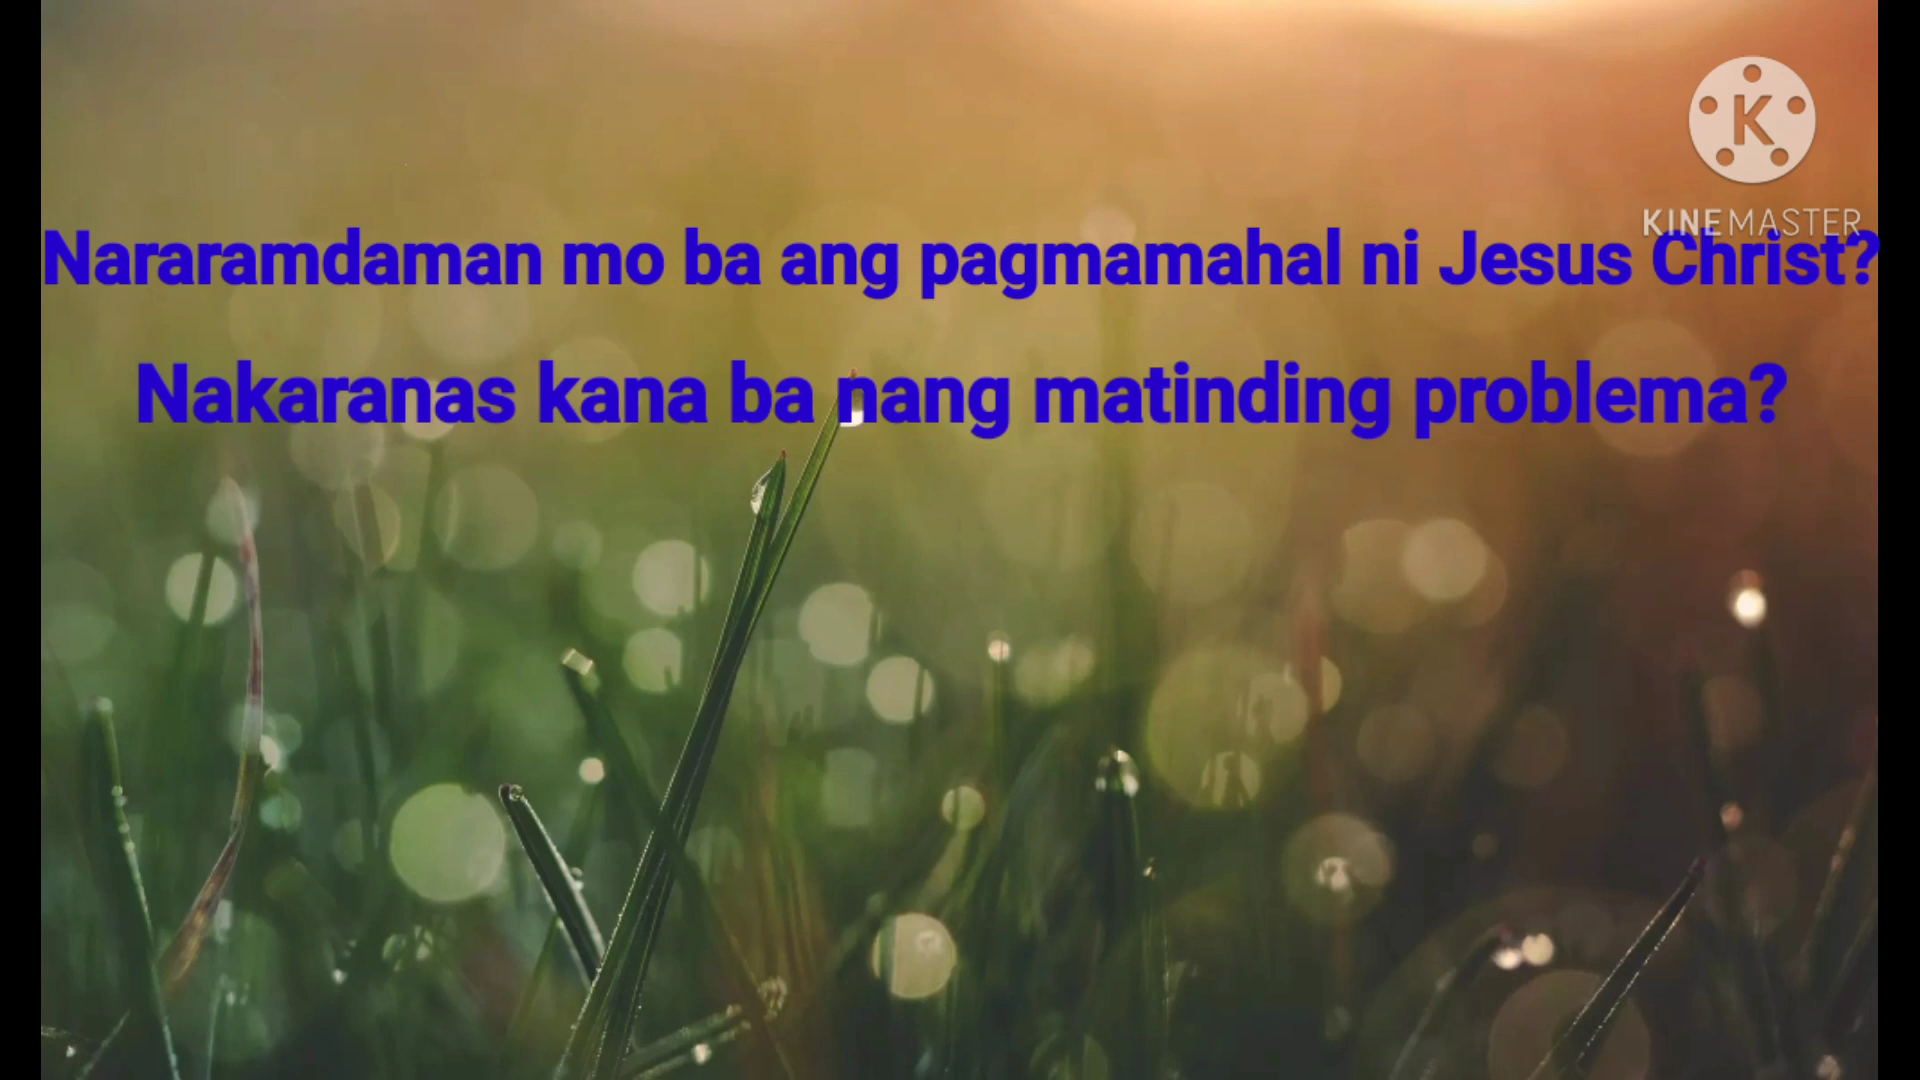 K
KINEMASTER
Nararamdaman mo ba ang pagmamahal ni Jesus Christ?
Nakaranas kana ba nang matinding problema?